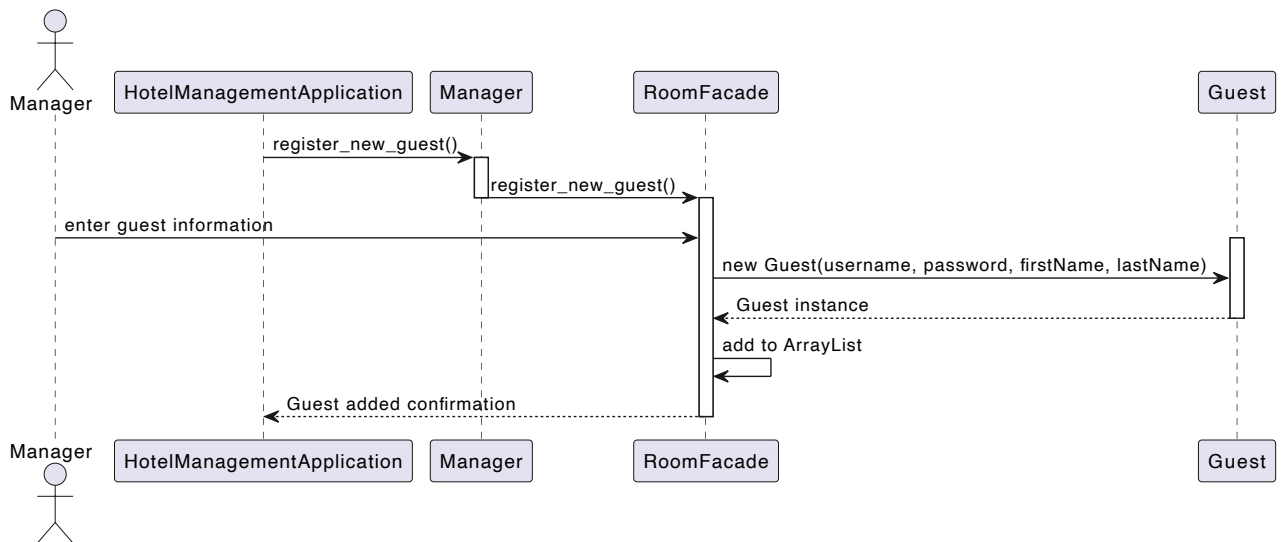 Manager
HotelManagementApplication
Manager
RoomFacade
Guest
register_new_guest()
register_new_guest()
enter guest information
new Guest(username, password, firstName, lastName)
Guest instance
add to ArrayList
Guest added confirmation
Manager
HotelManagementApplication
Manager
RoomFacade
Guest